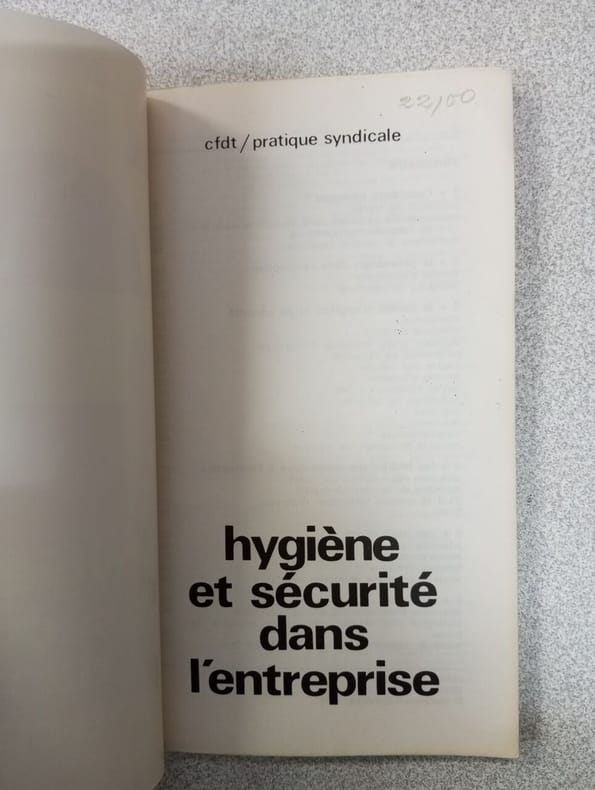 22,00
cfdt / pratique syndicale
hygiène
et sécurité
dans
l'entreprise